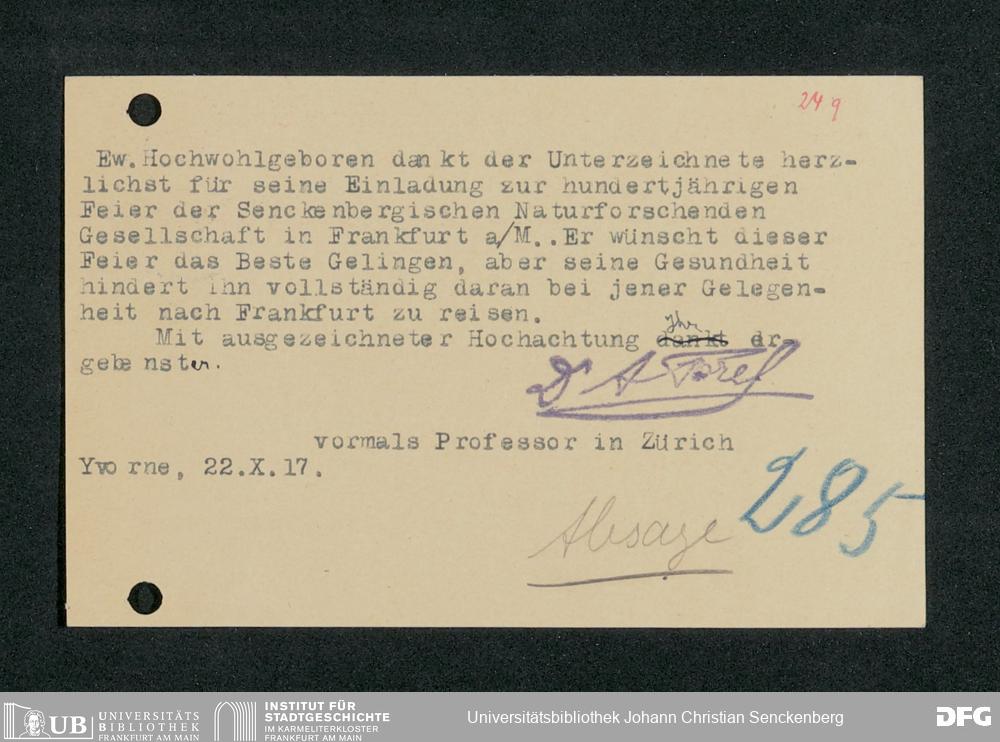 249
Ew. Hochwohlgeboren dankt der Unterzeichnete herz-
lichst für seine Einladung zur hundertjährigen
Feier der Senckenbergischen Naturforschenden
Gesellschaft in Frankfurt a/M..Er wünscht dieser
Feier das Beste Gelingen, aber seine Gesundheit
hindert ihn vollständig daran bei jener Gelegen-
heit nach Frankfurt zu reisen.
Mit ausgezeichneter Hochachtung dankt Ihr er
gebenster.
Dr A Forel
vormals Professor in Zürich
Yvorne, 22.X.17.
285
Absage
UB UNIVERSITÄTS
BIBLIOTHEK
FRANKFURT AM MAIN
INSTITUT FÜR
STADTGESCHICHTE
IM KARMELITERKLOSTER
FRANKFURT AM MAIN
Universitätsbibliothek Johann Christian Senckenberg
DFG